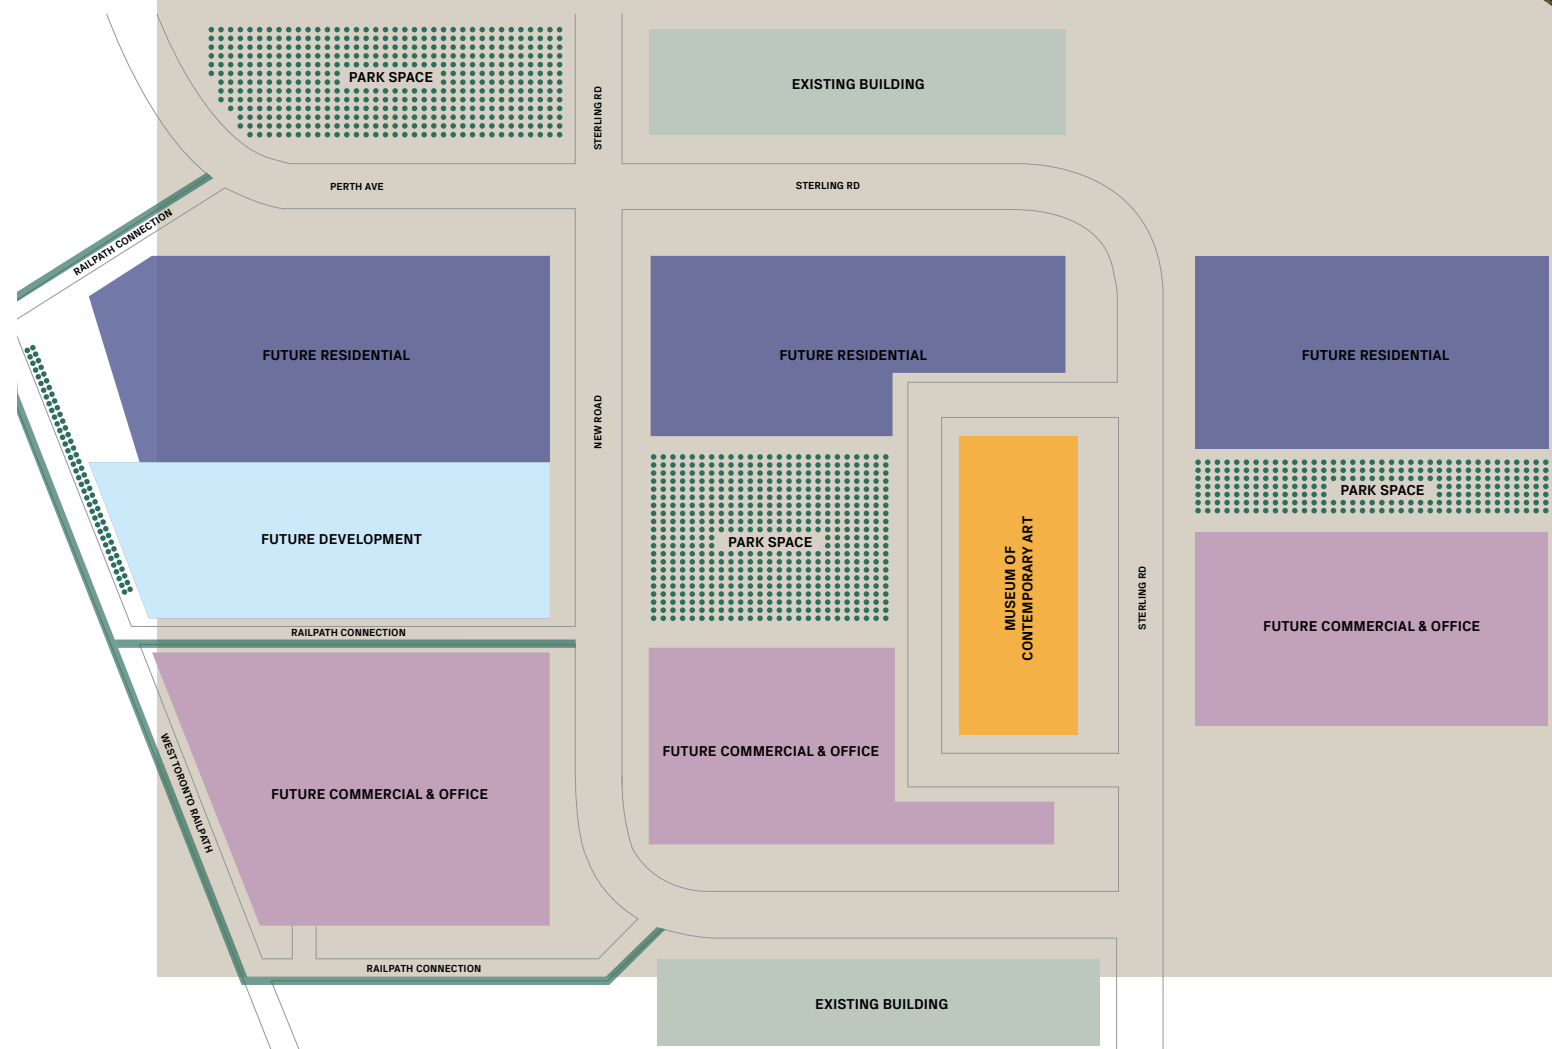 PARK SPACE
EXISTING BUILDING
STERLING RD
PERTH AVE
STERLING RD
RAILPATH CONNECTION
FUTURE RESIDENTIAL
FUTURE RESIDENTIAL
FUTURE RESIDENTIAL
NEW ROAD
PARK SPACE
FUTURE DEVELOPMENT
PARK SPACE
MUSEUM OF
CONTEMPORARY ART
STERLING RD
FUTURE COMMERCIAL & OFFICE
RAILPATH CONNECTION
FUTURE COMMERCIAL & OFFICE
WEST TORONTO RAILPATH
FUTURE COMMERCIAL & OFFICE
RAILPATH CONNECTION
EXISTING BUILDING